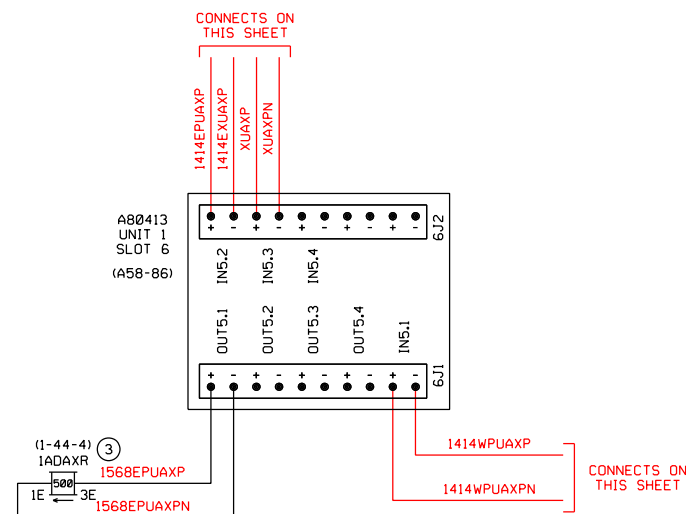 CONNECTS ON
THIS SHEET
1414EPUAXP
1414EXUAXP
XUAXP
XUAXPN
A80413
UNIT 1
SLOT 6
(A58-86)
+ - + - + - + - + -
6J2
IN5.2
IN5.3
IN5.4
OUT5.1
OUT5.2
OUT5.3
OUT5.4
IN5.1
+ - + - + - + - + -
6J1
(1-44-4)
3
1ADAXR
500
1E
3E
1568EPUAXP
1568EPUAXPN
1414WPUAXP
1414WPUAXPN
CONNECTS ON
THIS SHEET